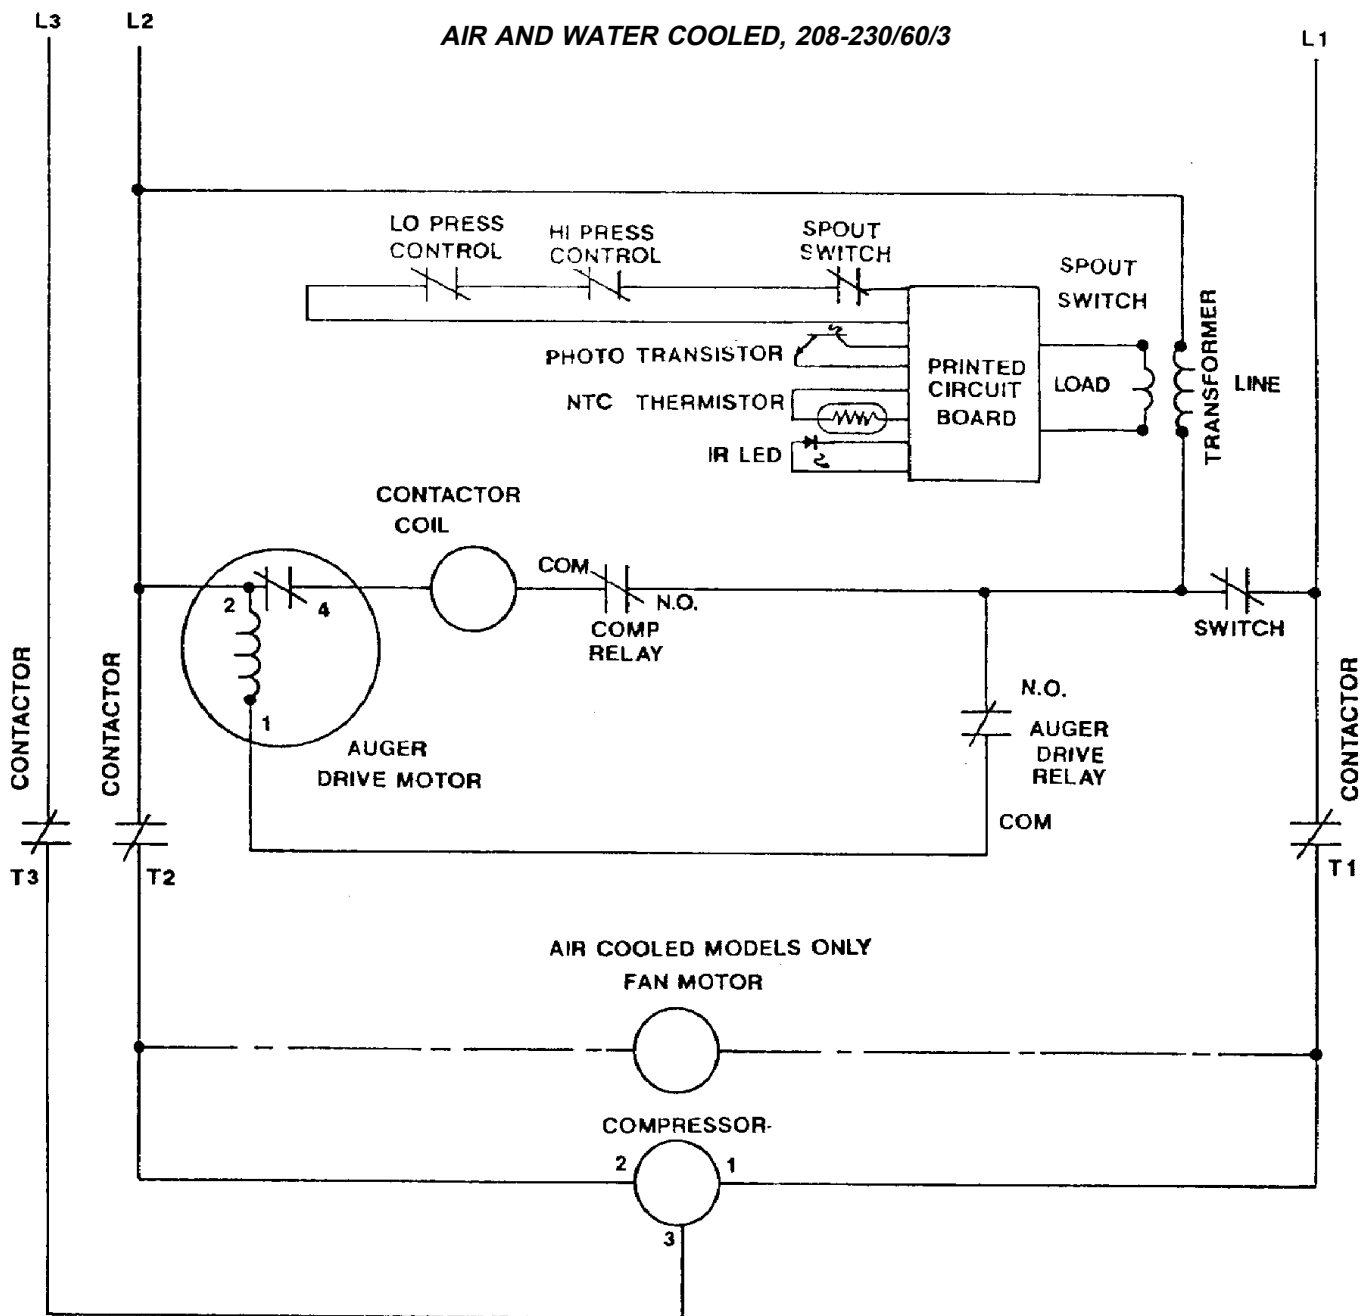 L3
L2
AIR AND WATER COOLED, 208-230/60/3
L1
LO PRESS
CONTROL
HI PRESS
CONTROL
SPOUT
SWITCH
SPOUT
SWITCH
PHOTO TRANSISTOR
NTC THERMISTOR
IR LED
PRINTED
CIRCUIT
BOARD
LOAD
TRANSFORMER
LINE
CONTACTOR
COIL
COM
N.O.
COMP
RELAY
2
4
1
AUGER
DRIVE MOTOR
SWITCH
N.O.
AUGER
DRIVE
RELAY
COM
CONTACTOR
CONTACTOR
CONTACTOR
T3
T2
T1
AIR COOLED MODELS ONLY
FAN MOTOR
COMPRESSOR
2
1
3